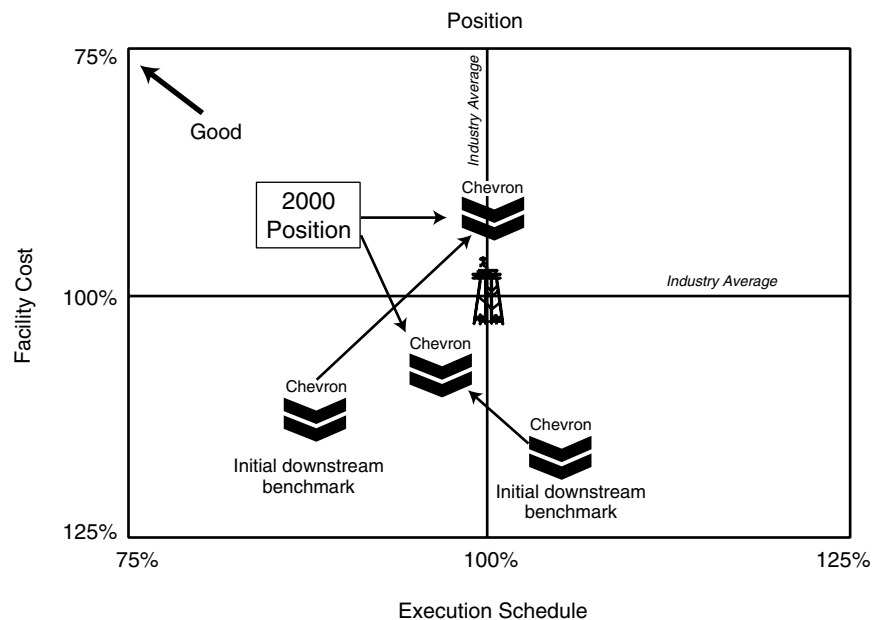 Position
75%
Industry Average
Good
Chevron
2000
Position
Industry Average
100%
Facility Cost
Chevron
Chevron
Chevron
Initial downstream
benchmark
Initial downstream
benchmark
125%
75%
100%
125%
Execution Schedule